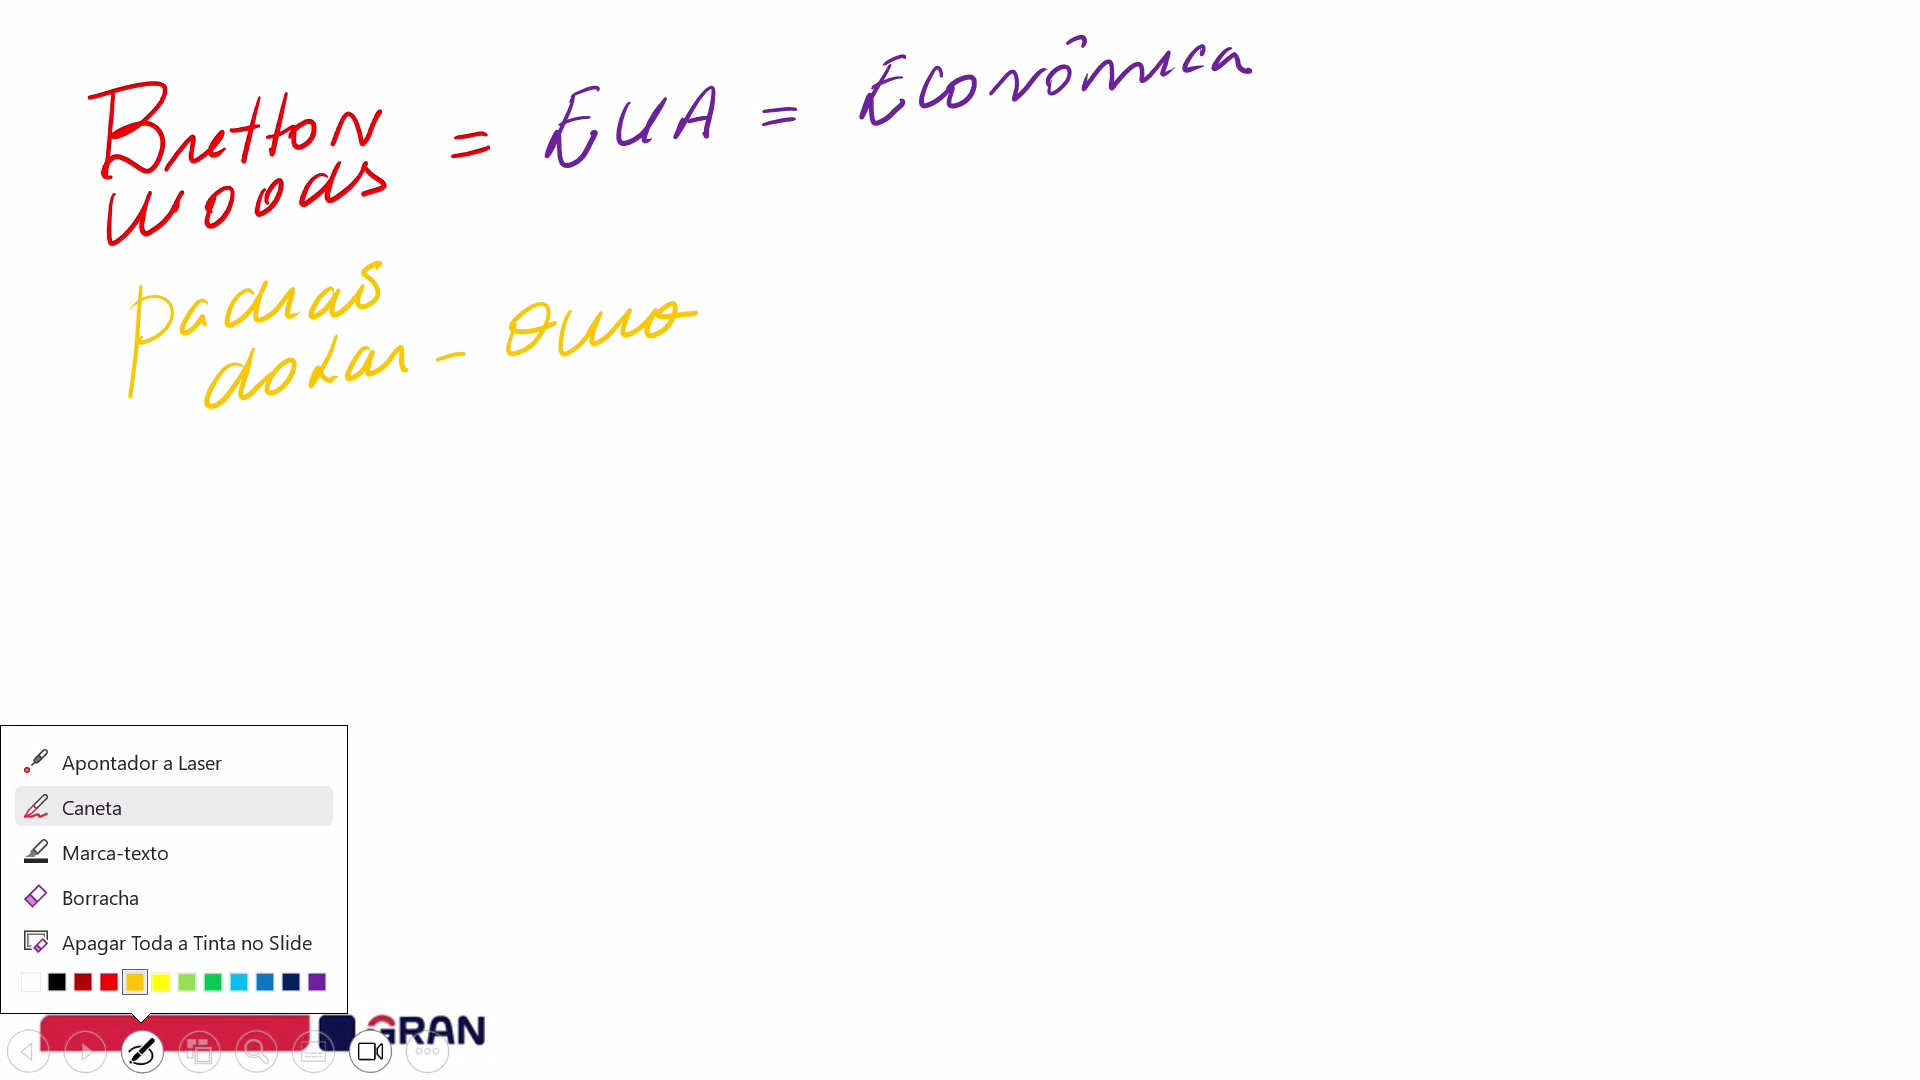 Bretton = EUA = Econômica
Woods
Padrão
dolar - Ouro
Apontador a Laser
Caneta
Marca-texto
Borracha
Apagar Toda a Tinta no Slide
GRAN